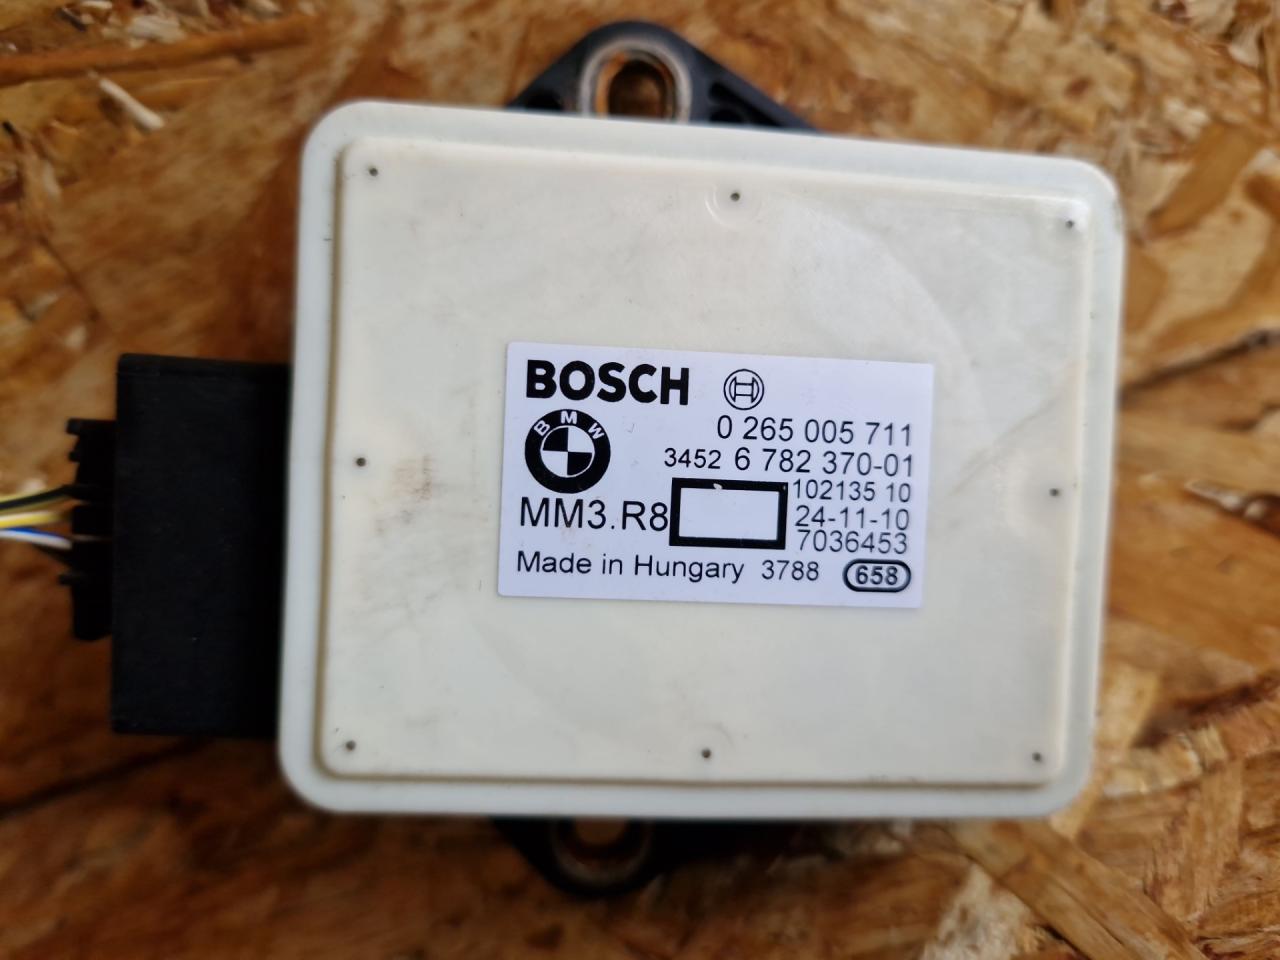 BOSCH
0 265 005 711
BMW
3452 6 782 370-01
102135 10
MM3.R8
24-11-10
7036453
Made in Hungary 3788 658